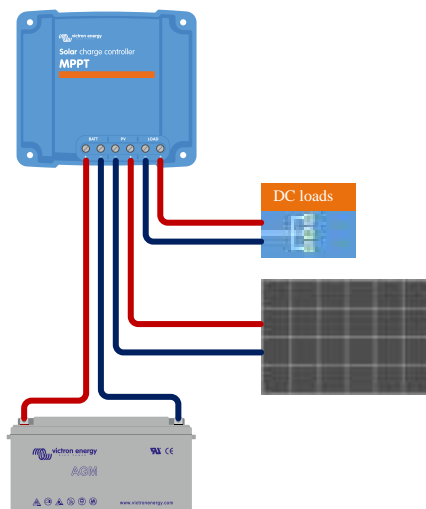 victron energy
Solar charge controller
MPPT
BATT PV LOAD
DC loads
victron energy
AGM
www.victronenergy.com